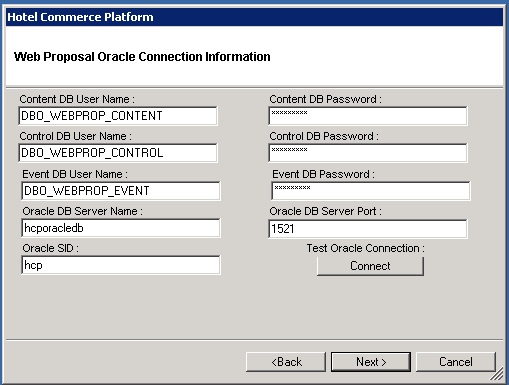 Hotel Commerce Platform
Web Proposal Oracle Connection Information
Content DB User Name : Content DB Password :
DBO_WEBPROP_CONTENT *********
Control DB User Name : Control DB Password :
DBO_WEBPROP_CONTROL *********
Event DB User Name : Event DB Password :
DBO_WEBPROP_EVENT *********
Oracle DB Server Name : Oracle DB Server Port :
hcporacledb 1521
Oracle SID : Test Oracle Connection :
hcp Connect
<Back Next > Cancel